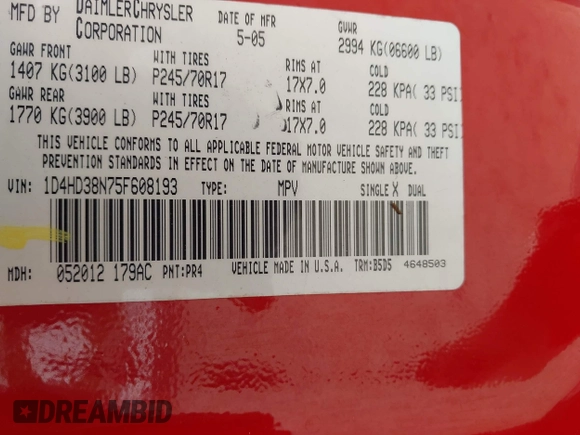 MFD BY DAIMLERCHRYSLER CORPORATION DATE OF MFR 5-05 GVWR 2994 KG(06600 LB)
GAWR FRONT WITH TIRES RIMS AT COLD
1407 KG(3100 LB) P245/70R17 17X7.0 228 KPA( 33 PSI)
GAWR REAR WITH TIRES RIMS AT COLD
1770 KG(3900 LB) P245/70R17 17X7.0 228 KPA( 33 PSI)
THIS VEHICLE CONFORMS TO ALL APPLICABLE FEDERAL MOTOR VEHICLE SAFETY AND THEFT
PREVENTION STANDARDS IN EFFECT ON THE DATE OF MANUFACTURE SHOWN ABOVE.
VIN: 1D4HD38N75F608193 TYPE: MPV SINGLE X DUAL
MDH: 052012 179AC PNT:PR4 VEHICLE MADE IN U.S.A. TRM:B5D5 4648503
DREAMBID